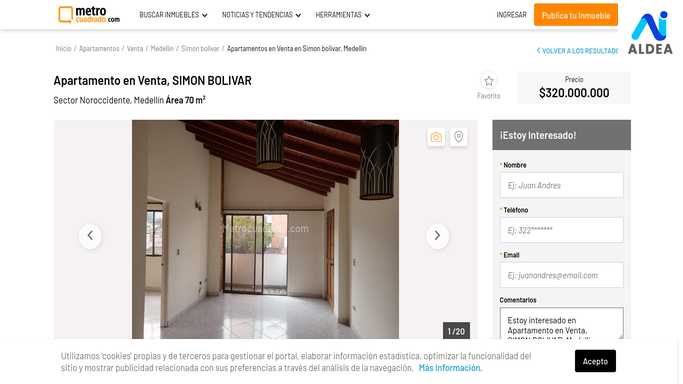 metro
cuadrado.com
BUSCAR INMUEBLES
NOTICIAS Y TENDENCIAS
HERRAMIENTAS
INGRESAR
Publica tu Inmueble
ALDEA
Inicio / Apartamentos / Venta / Medellín / Simon bolivar / Apartamentos en Venta en Simon bolivar, Medellín
VOLVER A LOS RESULTADO
Apartamento en Venta, SIMON BOLIVAR
Sector Noroccidente, Medellín Área 70 m²
Favorito
Precio
$320.000.000
metrocuadrado.com
1 / 20
¡Estoy Interesado!
* Nombre
Ej: Juan Andres
* Teléfono
Ej: 322*******
* Email
Ej: juanandres@email.com
Comentarios
Estoy interesado en
Apartamento en Venta,
Utilizamos 'cookies' propias y de terceros para gestionar el portal, elaborar información estadística, optimizar la funcionalidad del
sitio y mostrar publicidad relacionada con sus preferencias a través del análisis de la navegación. Más información.
Acepto